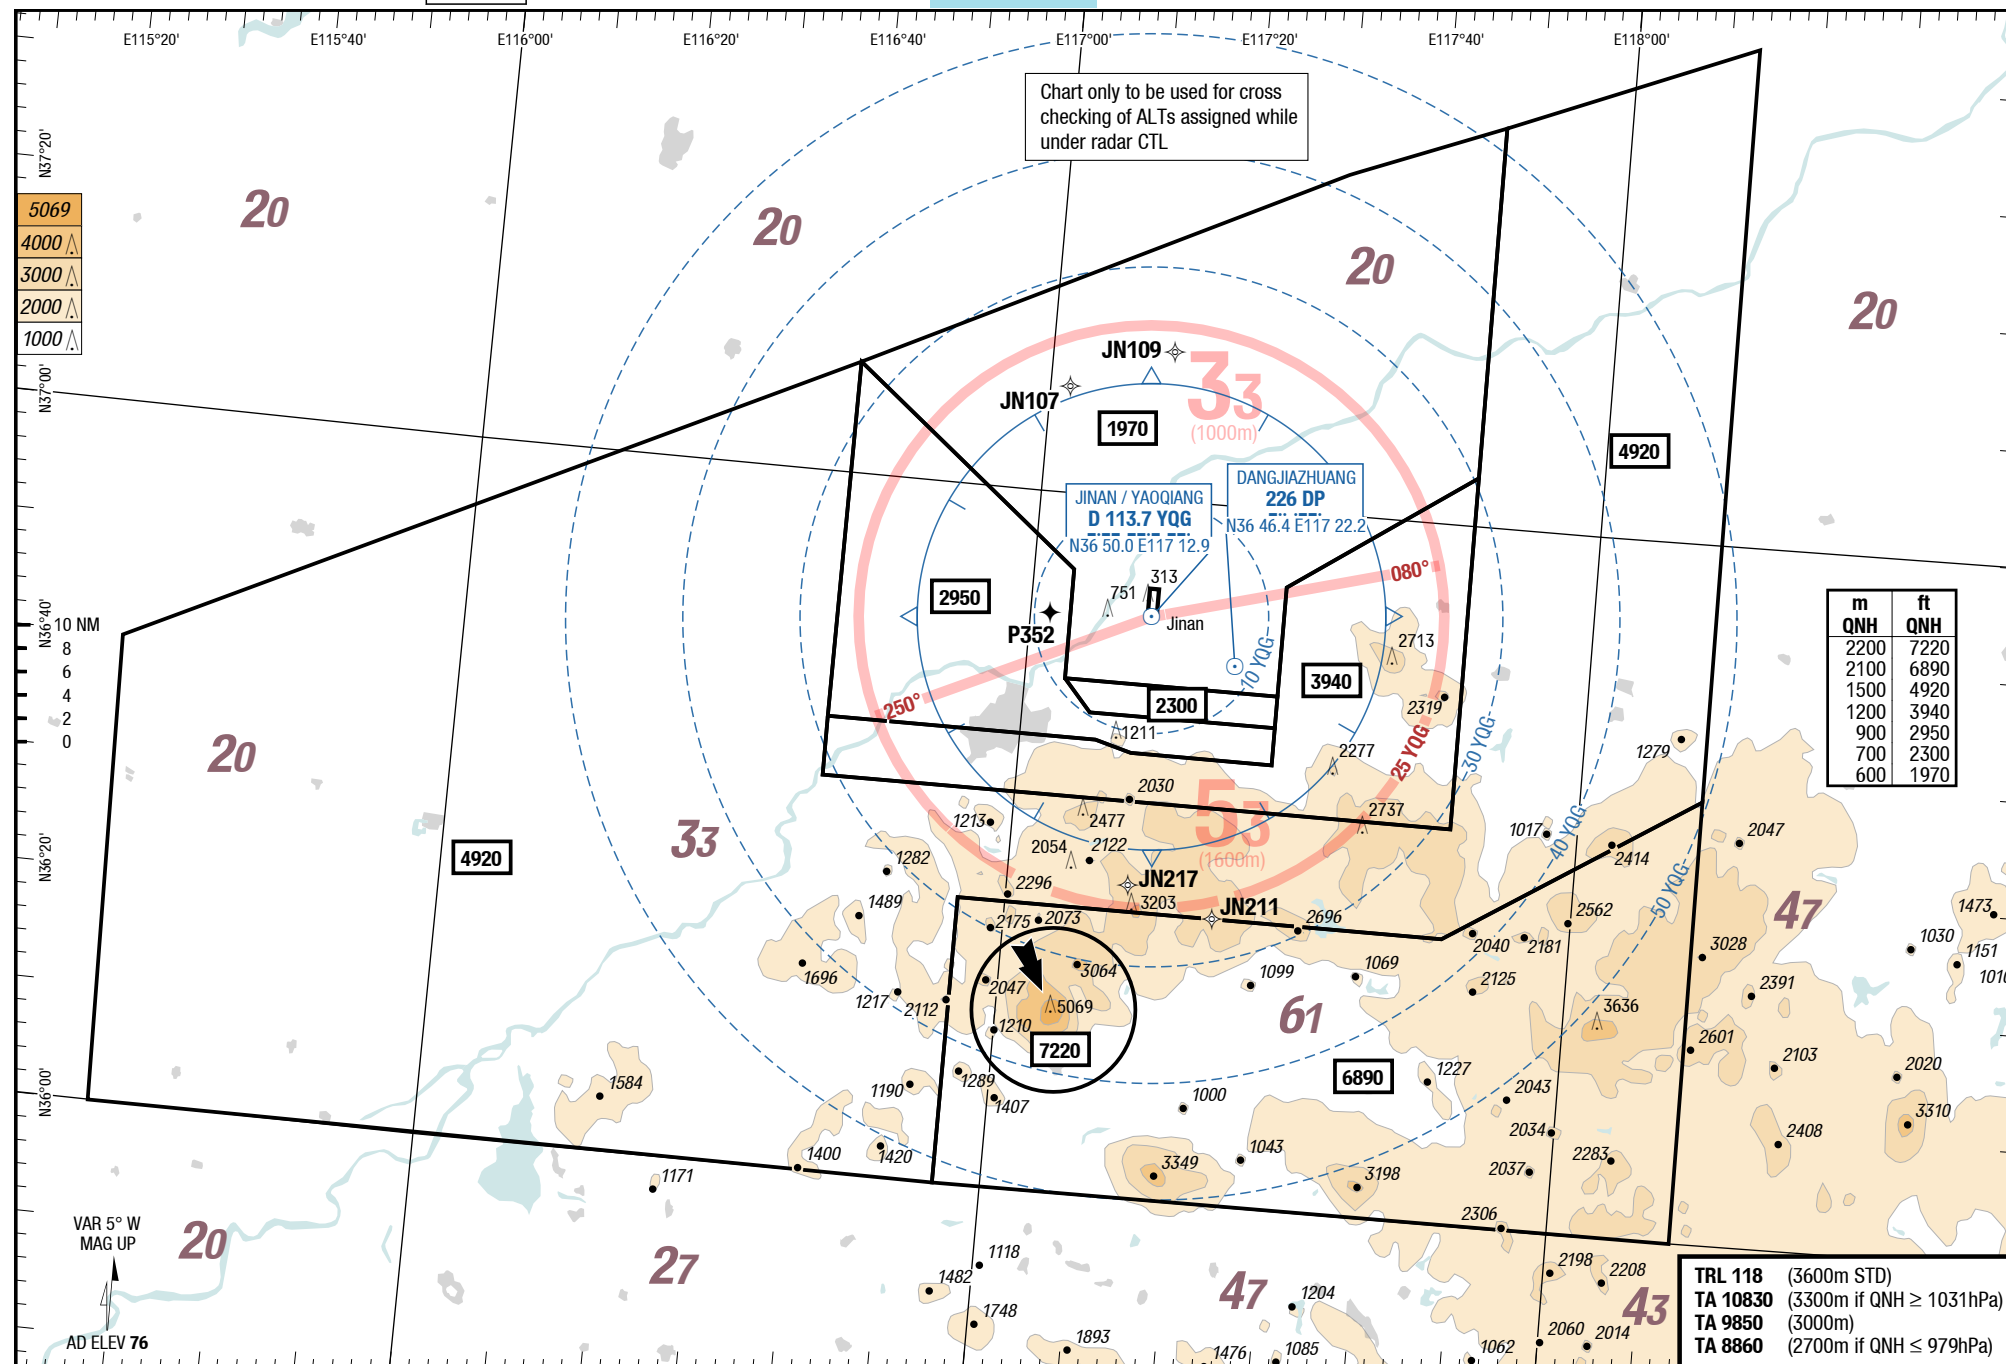 E115°20'
E115°40'
E116°00'
E116°20'
E116°40'
E117°00'
E117°20'
E117°40'
E118°00'
Chart only to be used for cross
checking of ALTs assigned while
under radar CTL
N37°20'
5069
4000
3000
2000
1000
20
20
20
20
N37°00'
JN109
JN107
33
(1000m)
1970
4920
JINAN / YAOQIANG
D 113.7 YQG
N36 50.0 E117 12.9
DANGJIAZHUANG
226 DP
N36 46.4 E117 22.2
080°
313
751
Jinan
2950
P352
N36°40'
10 NM
8
6
4
2
0
m ft
QNH QNH
2200 7220
2100 6890
1500 4920
1200 3940
900 2950
700 2300
600 1970
10 YQG
2713
3940
2319
2300
250°
1211
20
2277
25 YQG
30 YQG
1279
2030
53
(1600m)
2477
2737
1213
33
4920
N36°20'
1282
2054
2122
1017
40 YQG
2414
2047
JN217
2296
3203
JN211
50 YQG
1489
2175
2073
2696
2562
47
1473
2040
2181
3028
1030
1151
1010
1696
3064
1099
1069
2125
2391
1217
2112
2047
5069
61
3636
1210
2601
7220
6890
1227
2103
2020
N36°00'
1584
1190
1289
1407
1000
2043
3310
2034
2408
1400
1420
1043
2283
1171
3349
3198
2037
2306
VAR 5° W
MAG UP
20
27
1118
1482
47
1204
2198
2208
43
1748
1893
1476
1085
1062
2060
2014
AD ELEV 76
TRL 118 (3600m STD)
TA 10830 (3300m if QNH ≥ 1031hPa)
TA 9850 (3000m)
TA 8860 (2700m if QNH ≤ 979hPa)